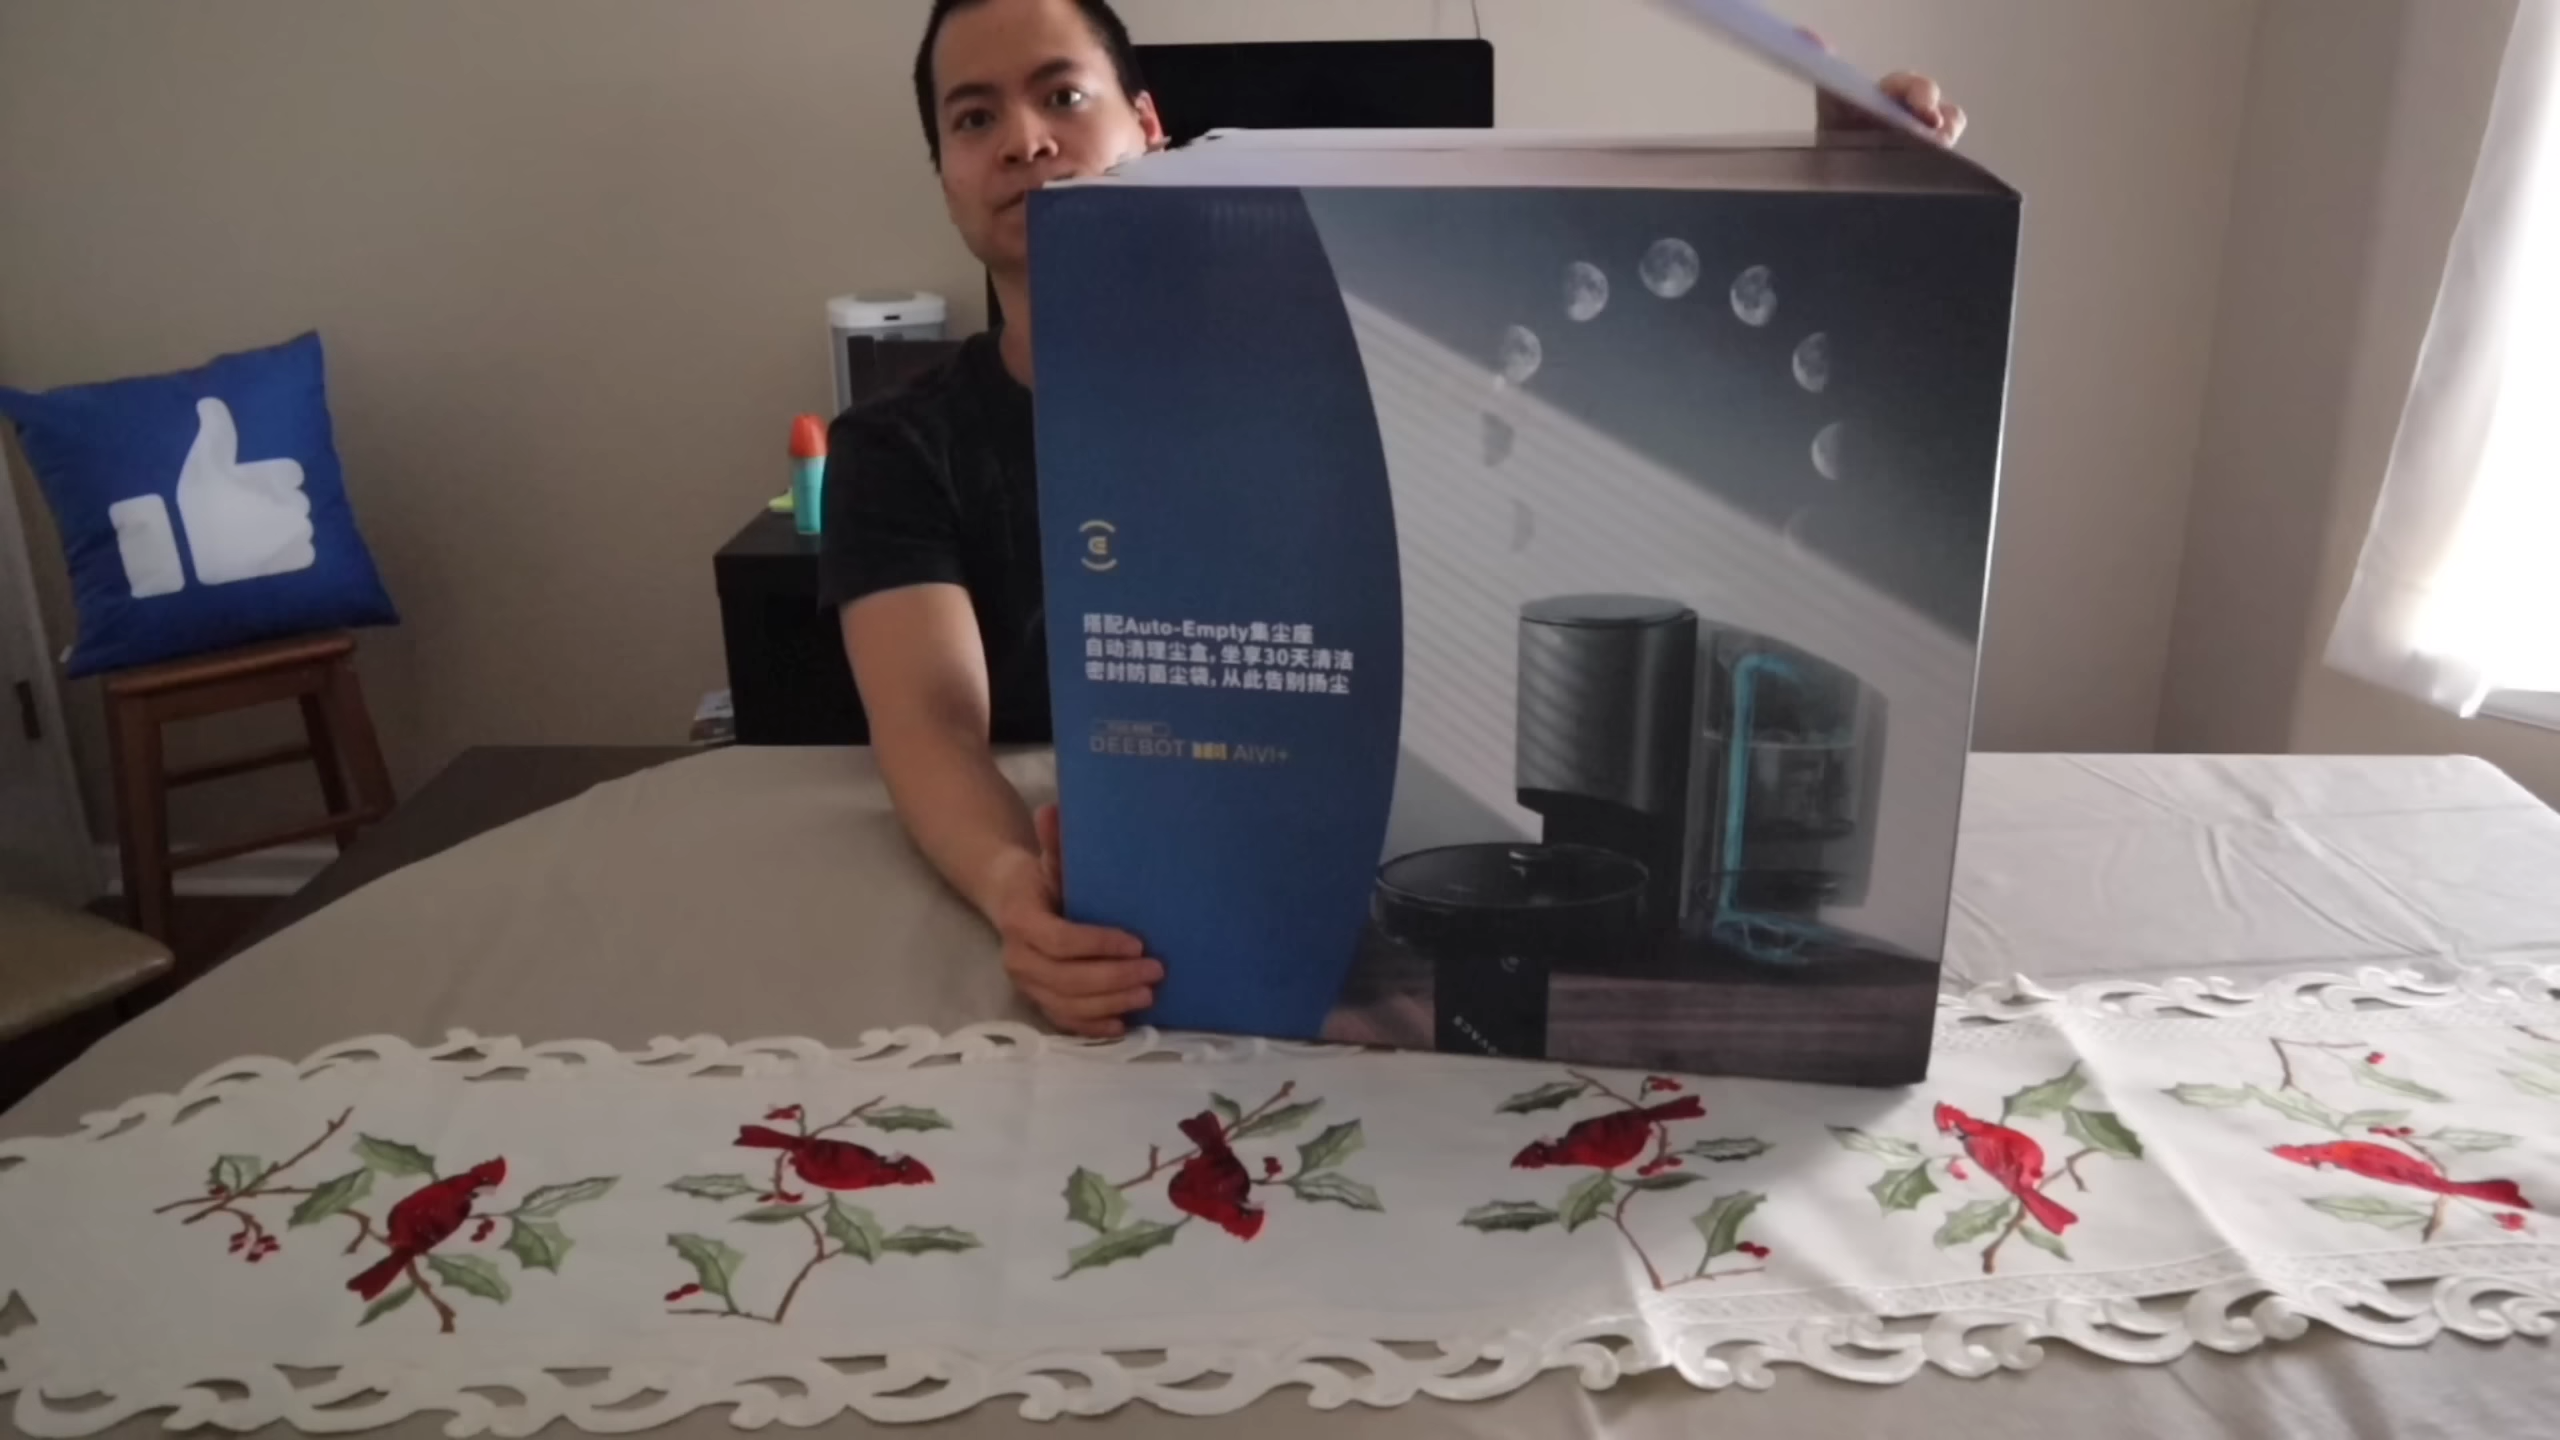 搭配Auto-Empty集尘座
自动清理尘盒,坐享30天清洁
密封防菌尘袋,从此告别扬尘
DEEBOT AIVI+
ECOVACS